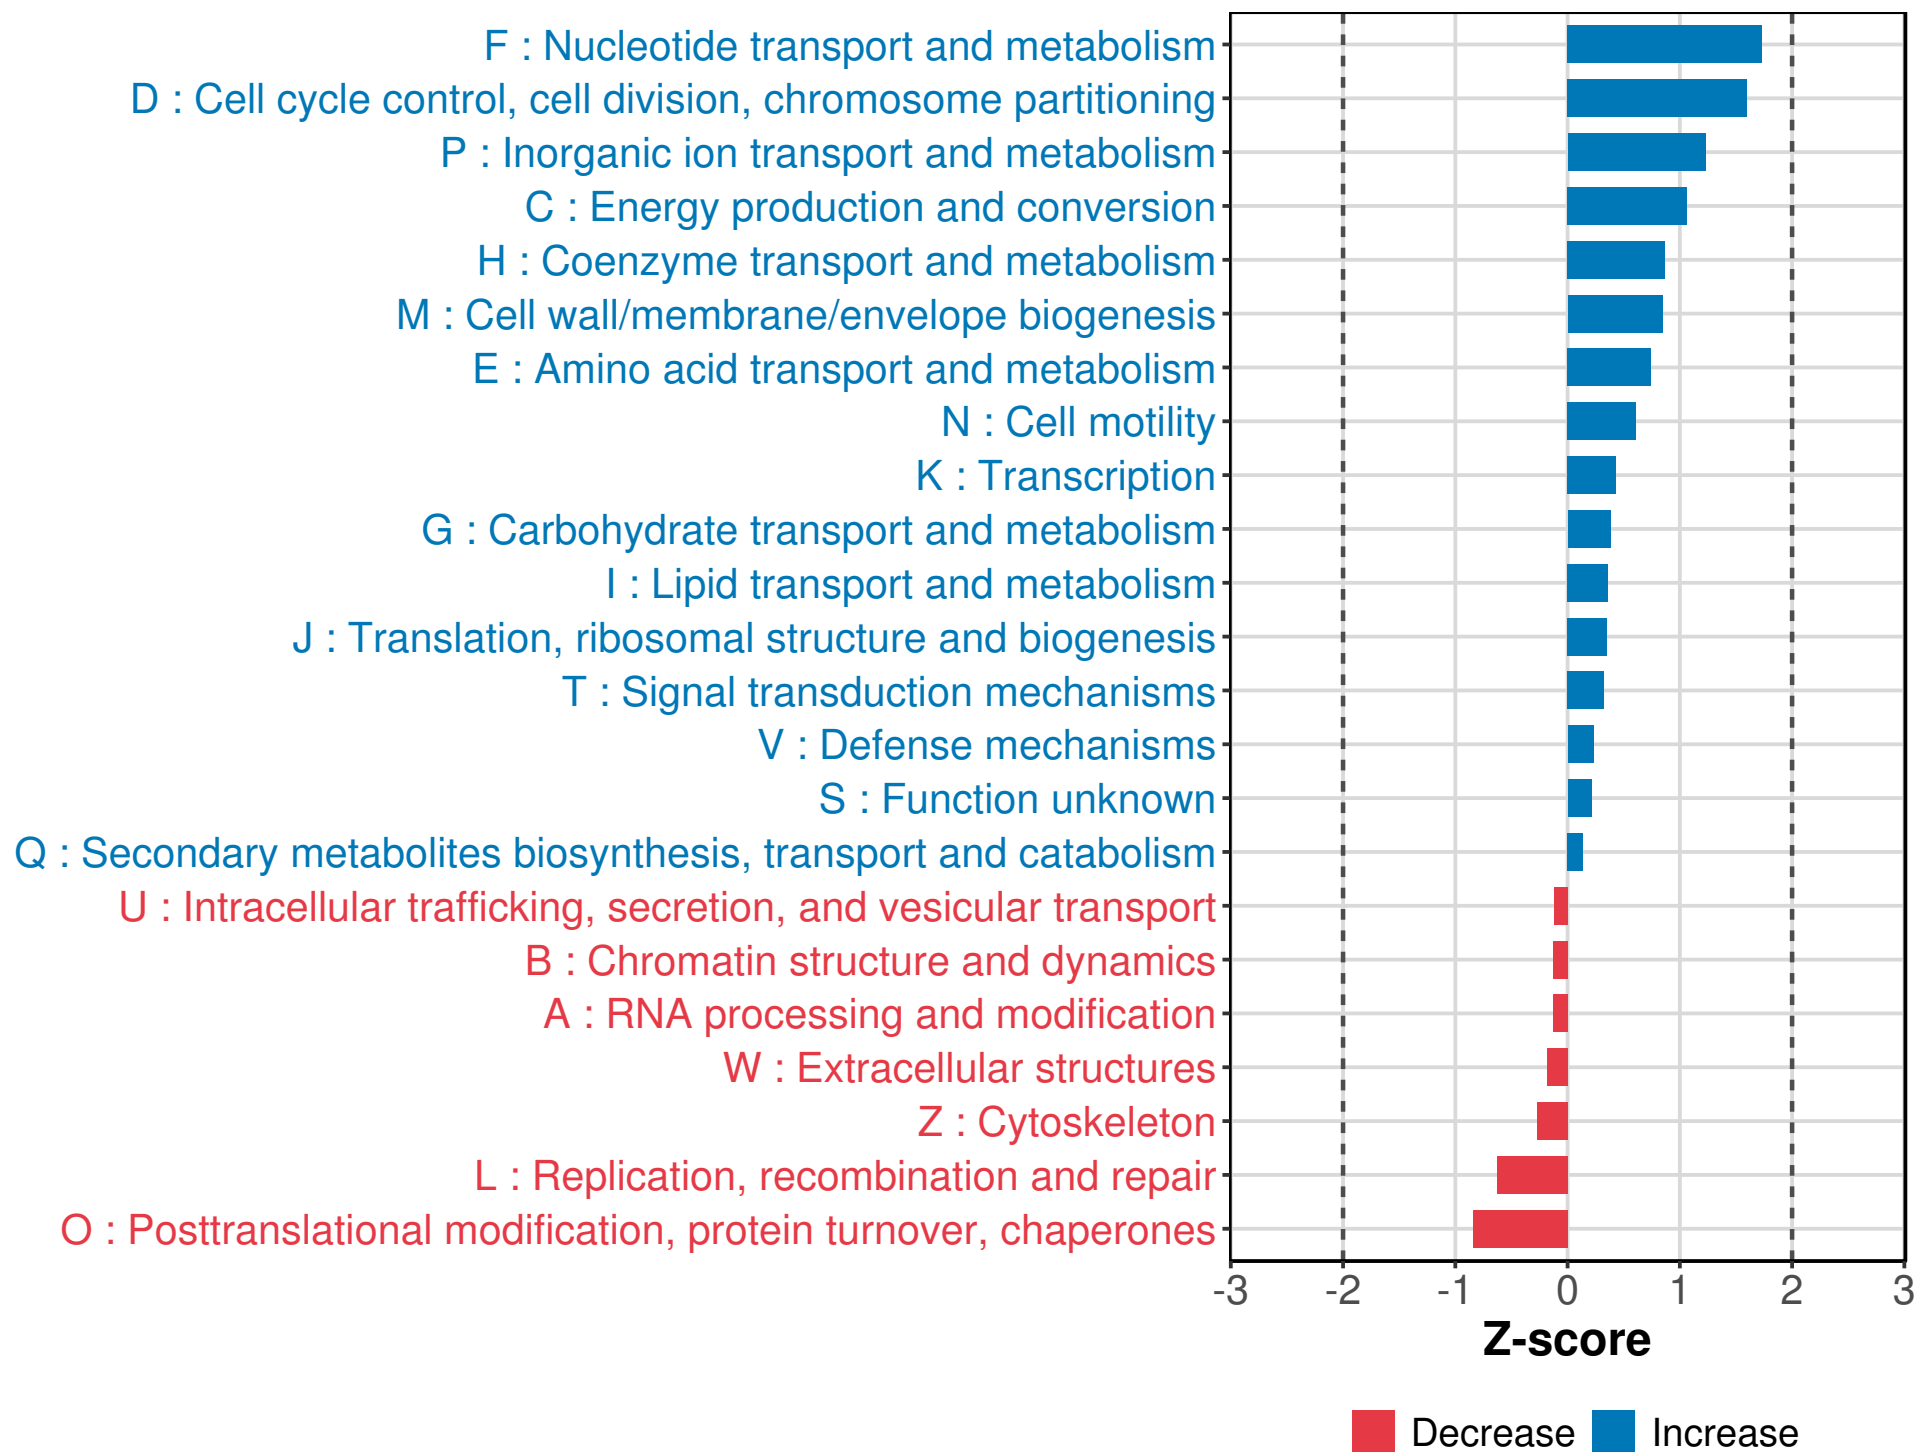 F : Nucleotide transport and metabolism
D : Cell cycle control, cell division, chromosome partitioning
P : Inorganic ion transport and metabolism
C : Energy production and conversion
H : Coenzyme transport and metabolism
M : Cell wall/membrane/envelope biogenesis
E : Amino acid transport and metabolism
N : Cell motility
K : Transcription
G : Carbohydrate transport and metabolism
I : Lipid transport and metabolism
J : Translation, ribosomal structure and biogenesis
T : Signal transduction mechanisms
V : Defense mechanisms
S : Function unknown
Q : Secondary metabolites biosynthesis, transport and catabolism
U : Intracellular trafficking, secretion, and vesicular transport
B : Chromatin structure and dynamics
A : RNA processing and modification
W : Extracellular structures
Z : Cytoskeleton
L : Replication, recombination and repair
O : Posttranslational modification, protein turnover, chaperones
-3 -2 -1 0 1 2 3
Z-score
Decrease Increase